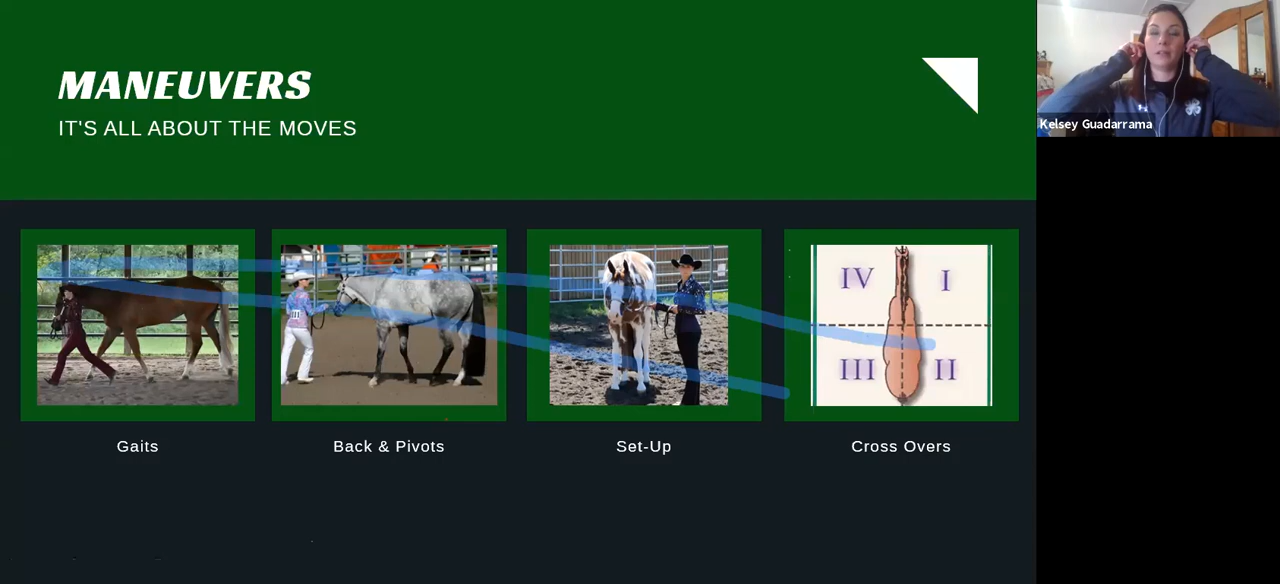 MANEUVERS
IT'S ALL ABOUT THE MOVES
Kelsey Guadarrama
IV
I
III
II
Gaits
Back & Pivots
Set-Up
Cross Overs